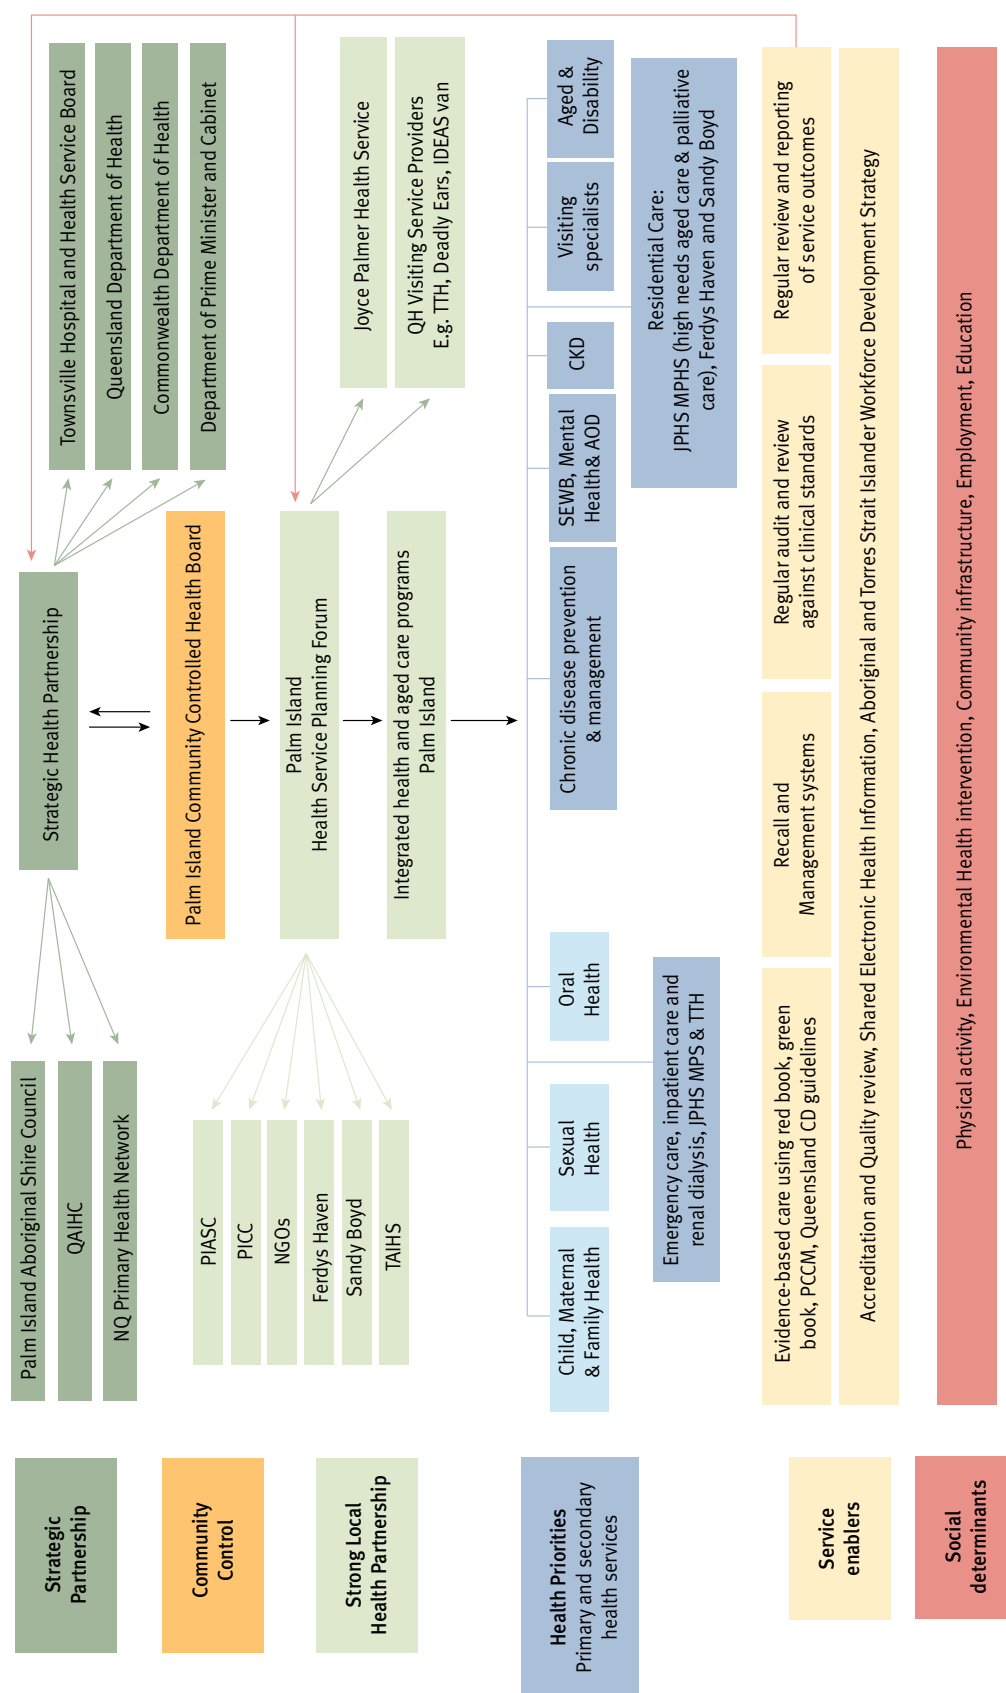 Strategic
Partnership
Palm Island Aboriginal Shire Council
QAIHC
NQ Primary Health Network
Strategic Health Partnership
Townsville Hospital and Health Service Board
Queensland Department of Health
Commonwealth Department of Health
Department of Prime Minister and Cabinet
Community
Control
Palm Island Community Controlled Health Board
Strong Local
Health Partnership
PIASC
PICC
NGOs
Ferdys Haven
Sandy Boyd
TAIHS
Palm Island
Health Service Planning Forum
Integrated health and aged care programs
Palm Island
Joyce Palmer Health Service
QH Visiting Service Providers
E.g. TTH, Deadly Ears, IDEAS van
Health Priorities
Primary and secondary
health services
Child, Maternal
& Family Health
Sexual
Health
Oral
Health
Chronic disease prevention
& management
SEWB, Mental
Health& AOD
CKD
Visiting
specialists
Aged &
Disability
Emergency care, inpatient care and
renal dialysis, JPHS MPS & TTH
Residential Care:
JPHS MPHS (high needs aged care & palliative
care), Ferdys Haven and Sandy Boyd
Service
enablers
Evidence-based care using red book, green
book, PCCM, Queensland CD guidelines
Recall and
Management systems
Regular audit and review
against clinical standards
Regular review and reporting
of service outcomes
Accreditation and Quality review, Shared Electronic Health Information, Aboriginal and Torres Strait Islander Workforce Development Strategy
Social
determinants
Physical activity, Environmental Health intervention, Community infrastructure, Employment, Education